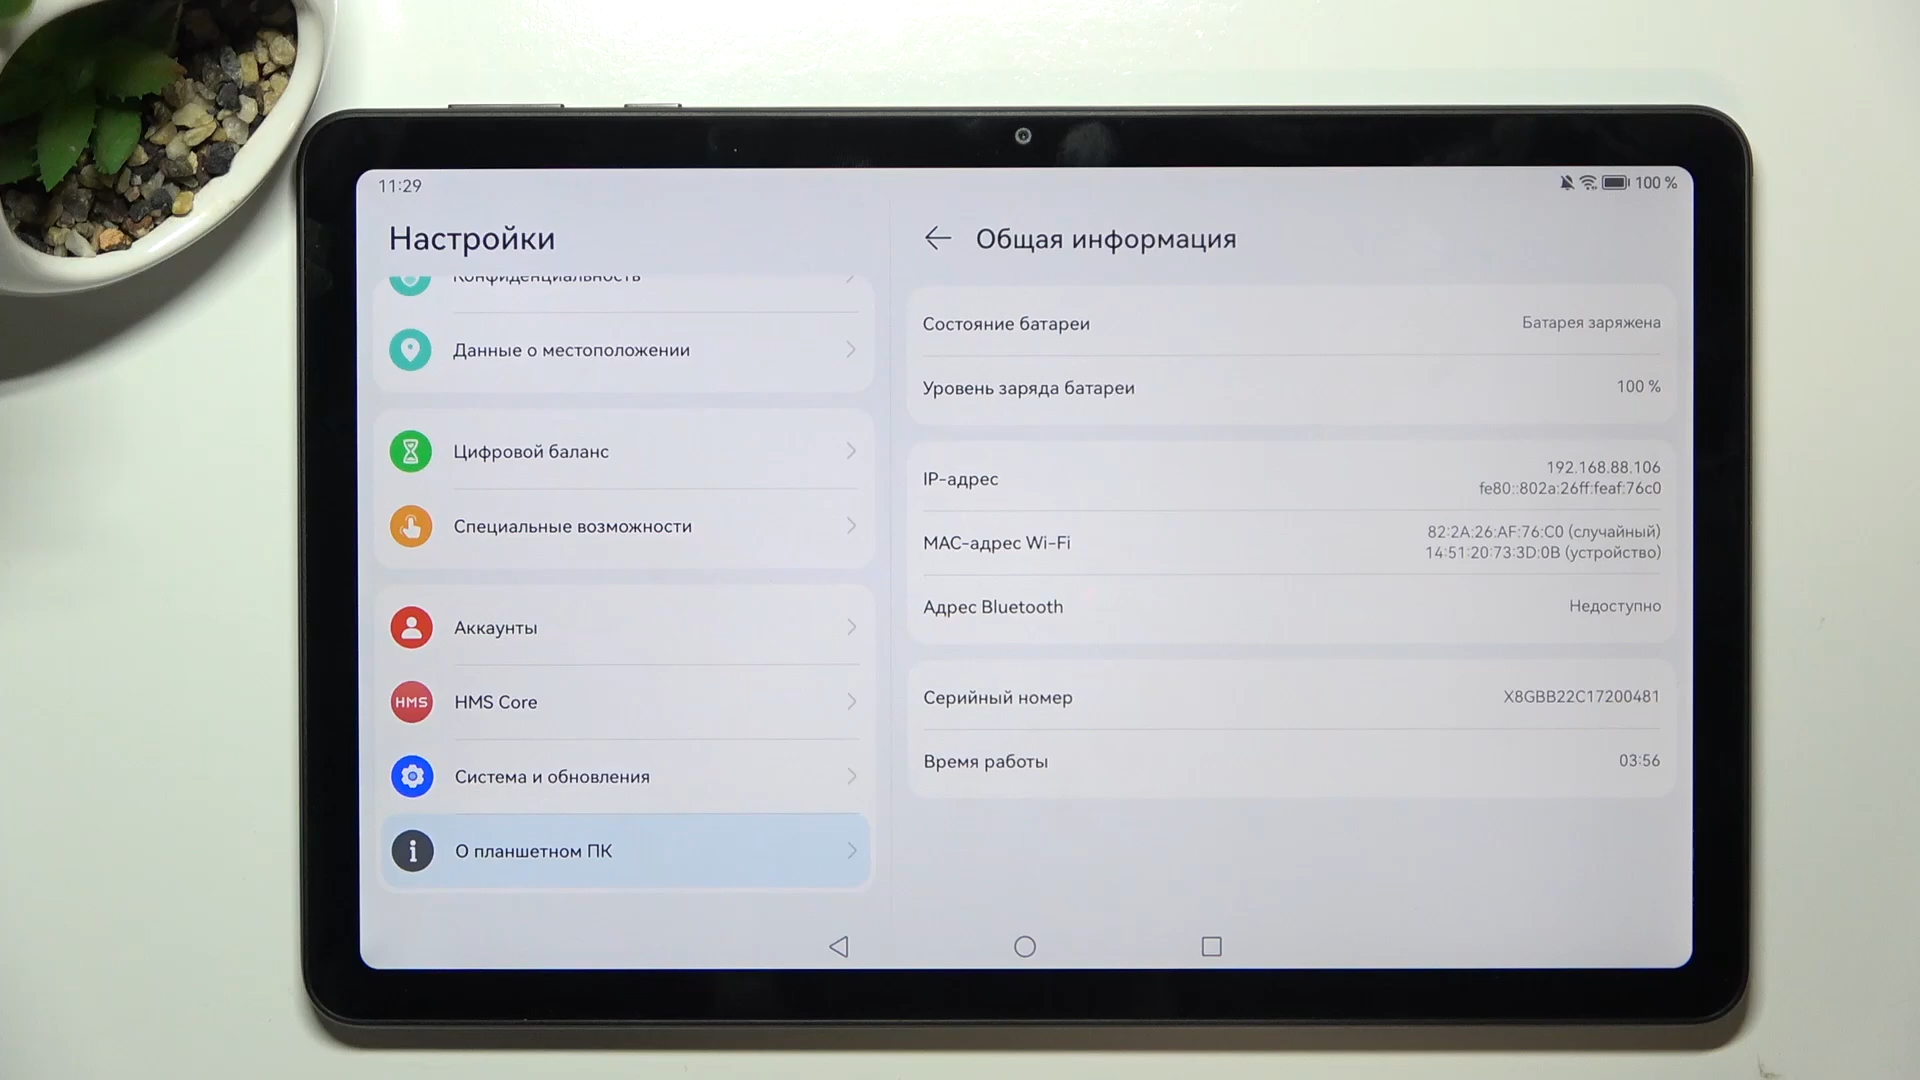 11:29
100 %
Настройки
Конфиденциальность
Данные о местоположении
Цифровой баланс
Специальные возможности
Аккаунты
HMS
HMS Core
Система и обновления
i
О планшетном ПК
Общая информация
Состояние батареи
Батарея заряжена
Уровень заряда батареи
100 %
IP-адрес
192.168.88.106
fe80::802a:26ff:feaf:76c0
MAC-адрес Wi-Fi
82:2A:26:AF:76:C0 (случайный)
14:51:20:73:3D:0B (устройство)
Адрес Bluetooth
Недоступно
Серийный номер
X8GBB22C17200481
Время работы
03:56